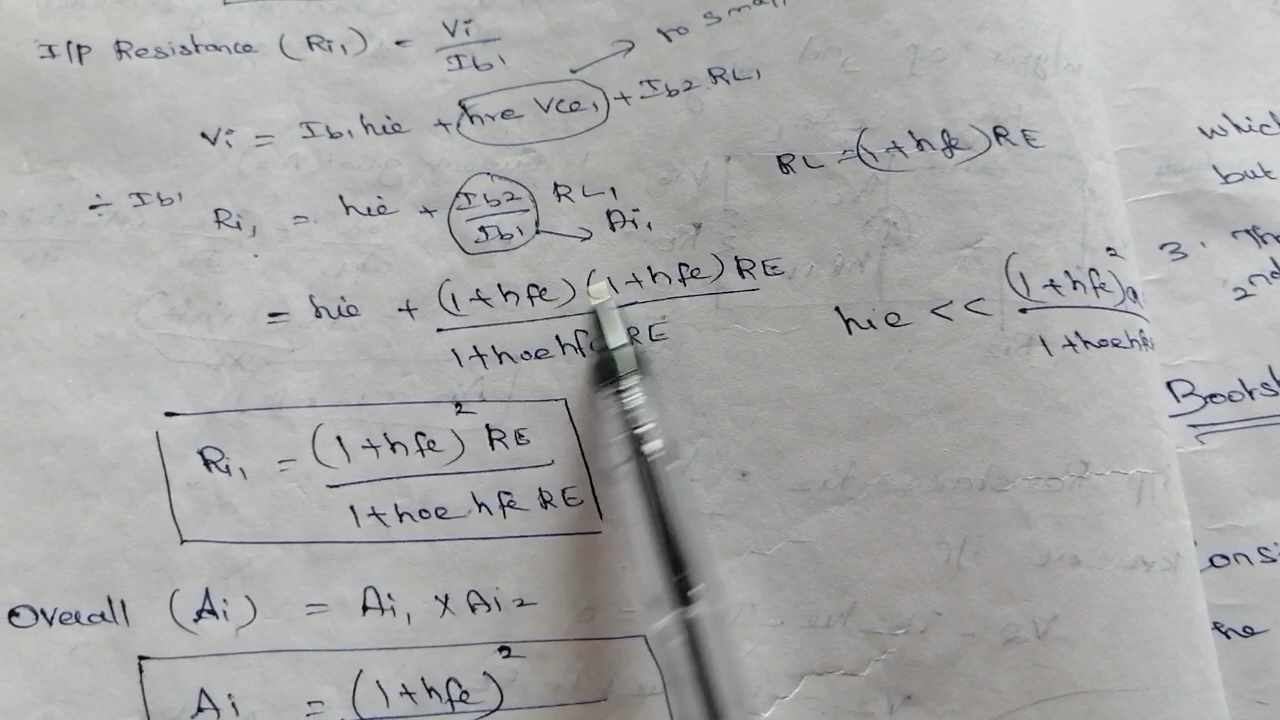 I/p Resistance (Ri1) = Vi / Ib1
→ so small
Vi = Ib1 hie + hre Vce1 + Ib2 RL1
RL = (1+hfe)RE
÷ Ib1 Ri1 = hie + Ib2 / Ib1 RL1
→ Ai1
= hie + (1+hfe)(1+hfe)RE / 1+hoe hfe RE
hie << (1+hfe)² / 1+hoehf
Ri1 = (1+hfe)² RE / 1+hoe hfe RE
Overall (Ai) = Ai1 × Ai2
Ai = (1+hfe)²
which
but
3. Th
2nd
Boots
onsi
he